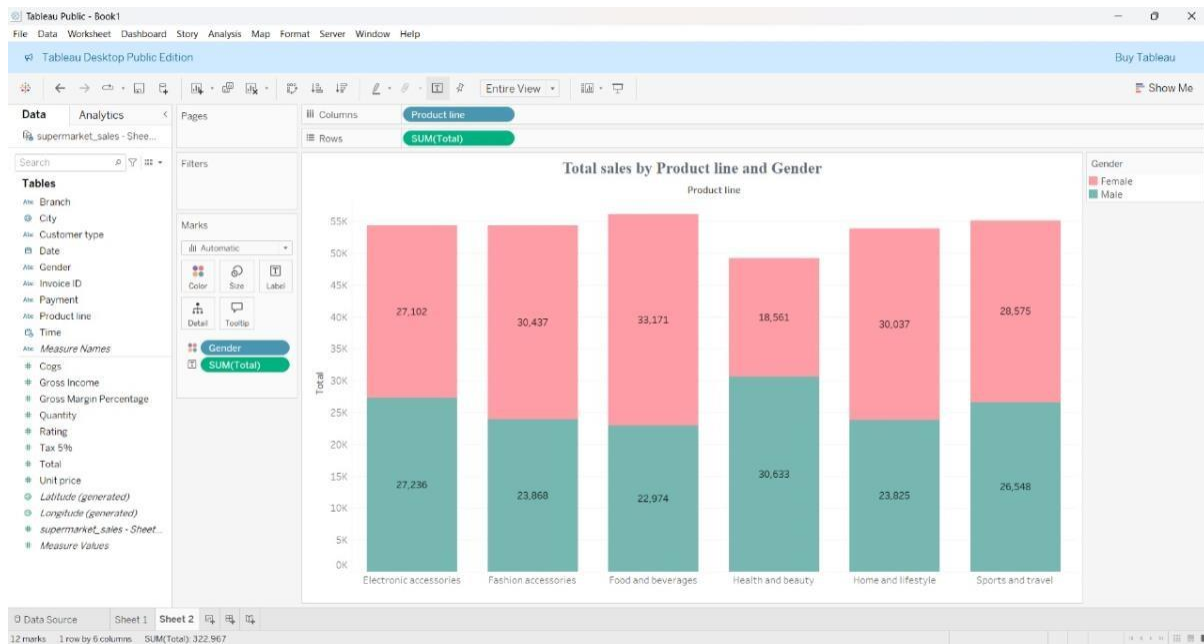 Tableau Public - Book1
File Data Worksheet Dashboard Story Analysis Map Format Server Window Help
Tableau Desktop Public Edition
Buy Tableau
Entire View
Show Me
Data Analytics
supermarket_sales - Shee...
Search
Tables
Abc Branch
City
Abc Customer type
Date
Abc Gender
Abc Invoice ID
Abc Payment
Abc Product line
Time
Abc Measure Names
# Cogs
# Gross Income
# Gross Margin Percentage
# Quantity
# Rating
# Tax 5%
# Total
# Unit price
Latitude (generated)
Longitude (generated)
# supermarket_sales - Sheet...
# Measure Values
Pages
Filters
Marks
Automatic
Color Size Label
Detail Tooltip
Gender
SUM(Total)
Columns Product line
Rows SUM(Total)
Total sales by Product line and Gender
Product line
Total
55K
50K
45K
40K
35K
30K
25K
20K
15K
10K
5K
0K
27,102 30,437 33,171 18,561 30,037 28,575
27,236 23,868 22,974 30,633 23,825 26,548
Electronic accessories Fashion accessories Food and beverages Health and beauty Home and lifestyle Sports and travel
Gender
Female
Male
Data Source Sheet 1 Sheet 2
12 marks 1 row by 6 columns SUM(Total): 322,967